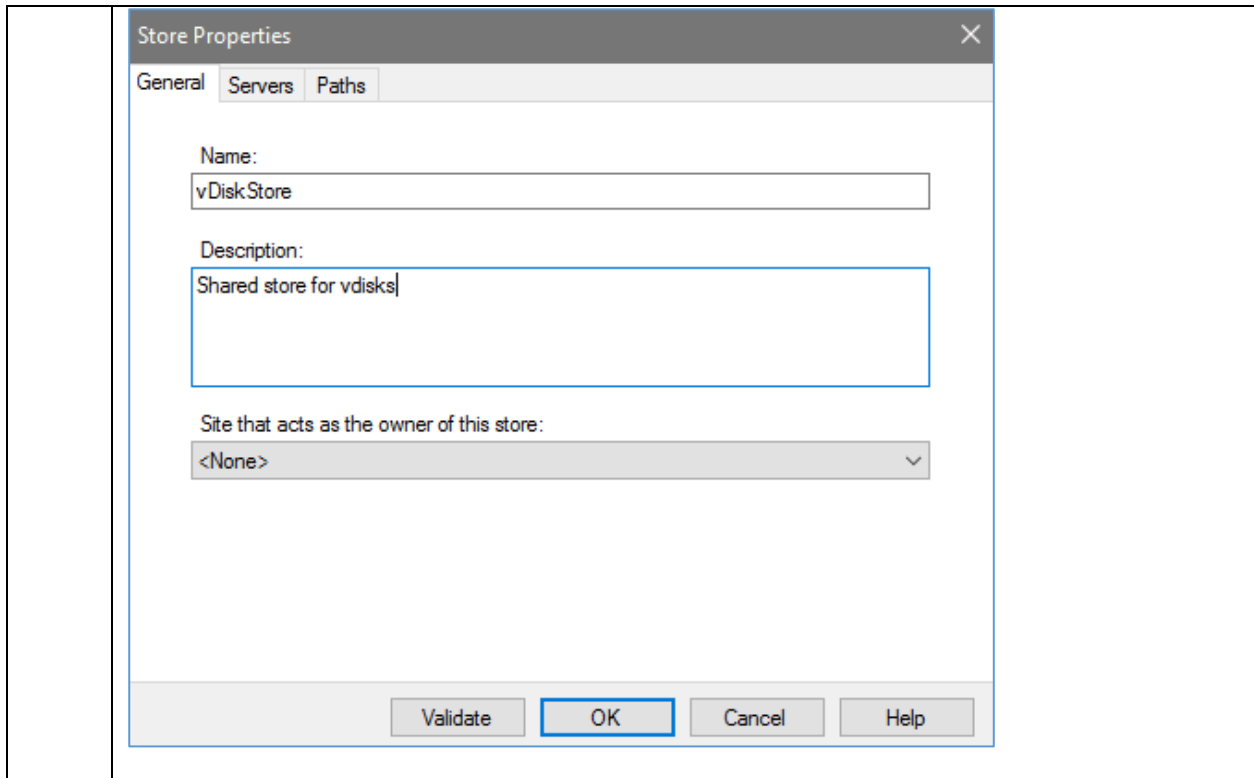 Store Properties
General Servers Paths
Name:
vDiskStore
Description:
Shared store for vdisks
Site that acts as the owner of this store:
<None>
Validate OK Cancel Help